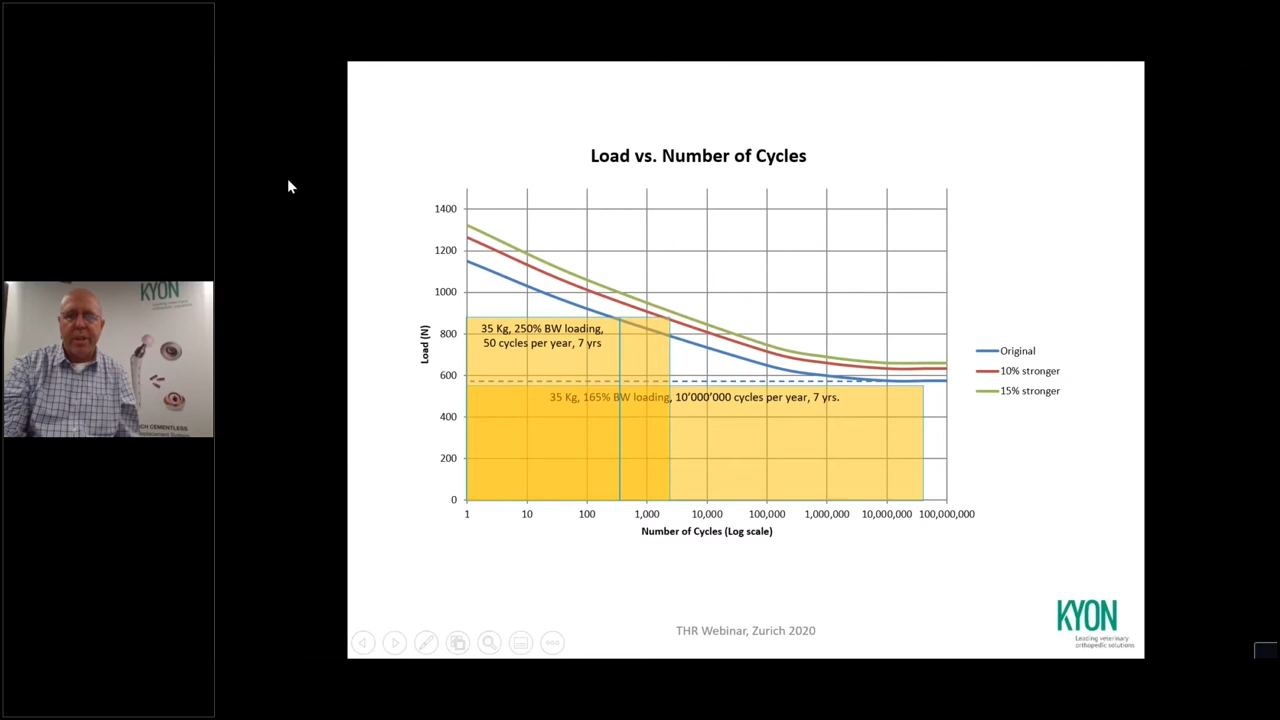 KYON
Load vs. Number of Cycles
1400
1200
1000
800
600
400
200
0
Load (N)
35 Kg, 250% BW loading,
50 cycles per year, 7 yrs
35 Kg, 165% BW loading, 10'000'000 cycles per year, 7 yrs.
1 10 100 1,000 10,000 100,000 1,000,000 10,000,000 100,000,000
Number of Cycles (Log scale)
Original
10% stronger
15% stronger
THR Webinar, Zurich 2020
KYON
Leading veterinary
orthopedic solutions